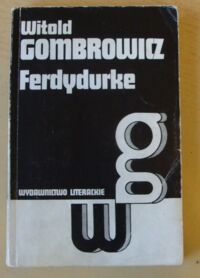 Witold
GOMBROWICZ
Ferdydurke
WYDAWNICTWO LITERACKIE
g
w